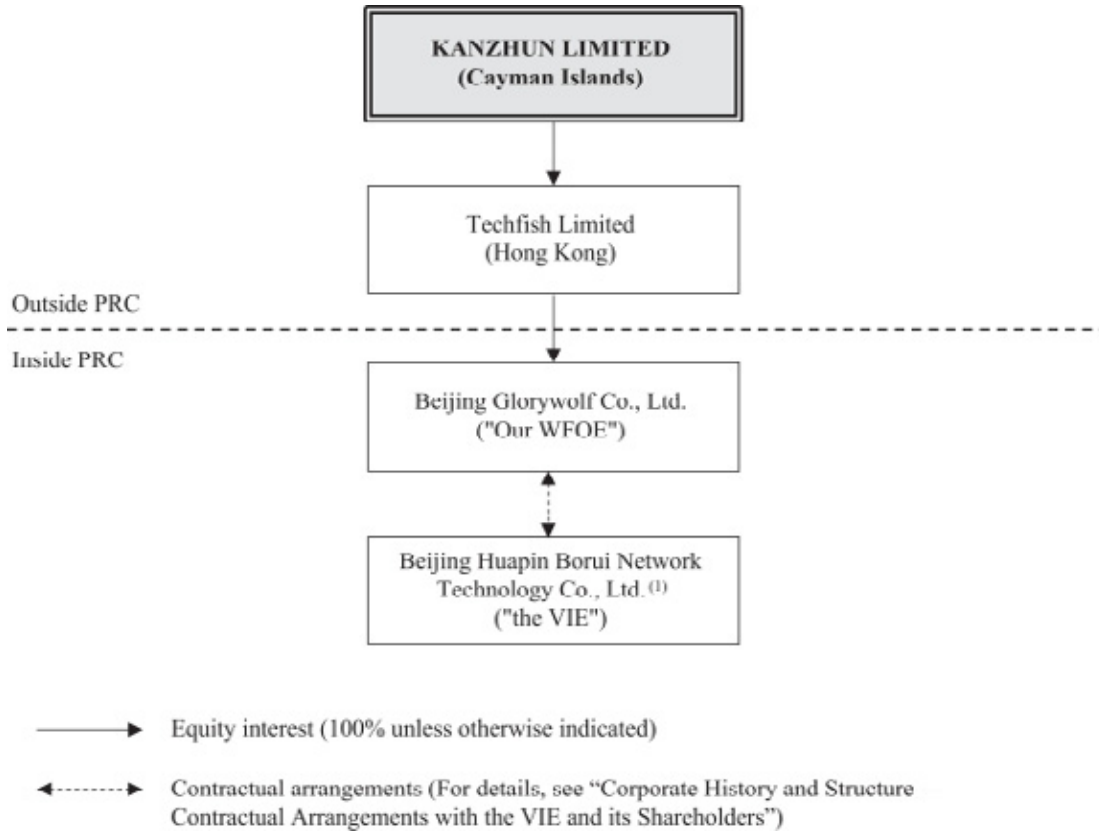 KANZHUN LIMITED
(Cayman Islands)
Techfish Limited
(Hong Kong)
Outside PRC
Inside PRC
Beijing Glorywolf Co., Ltd.
("Our WFOE")
Beijing Huapin Borui Network
Technology Co., Ltd. (1)
("the VIE")
Equity interest (100% unless otherwise indicated)
Contractual arrangements (For details, see “Corporate History and Structure
Contractual Arrangements with the VIE and its Shareholders”)